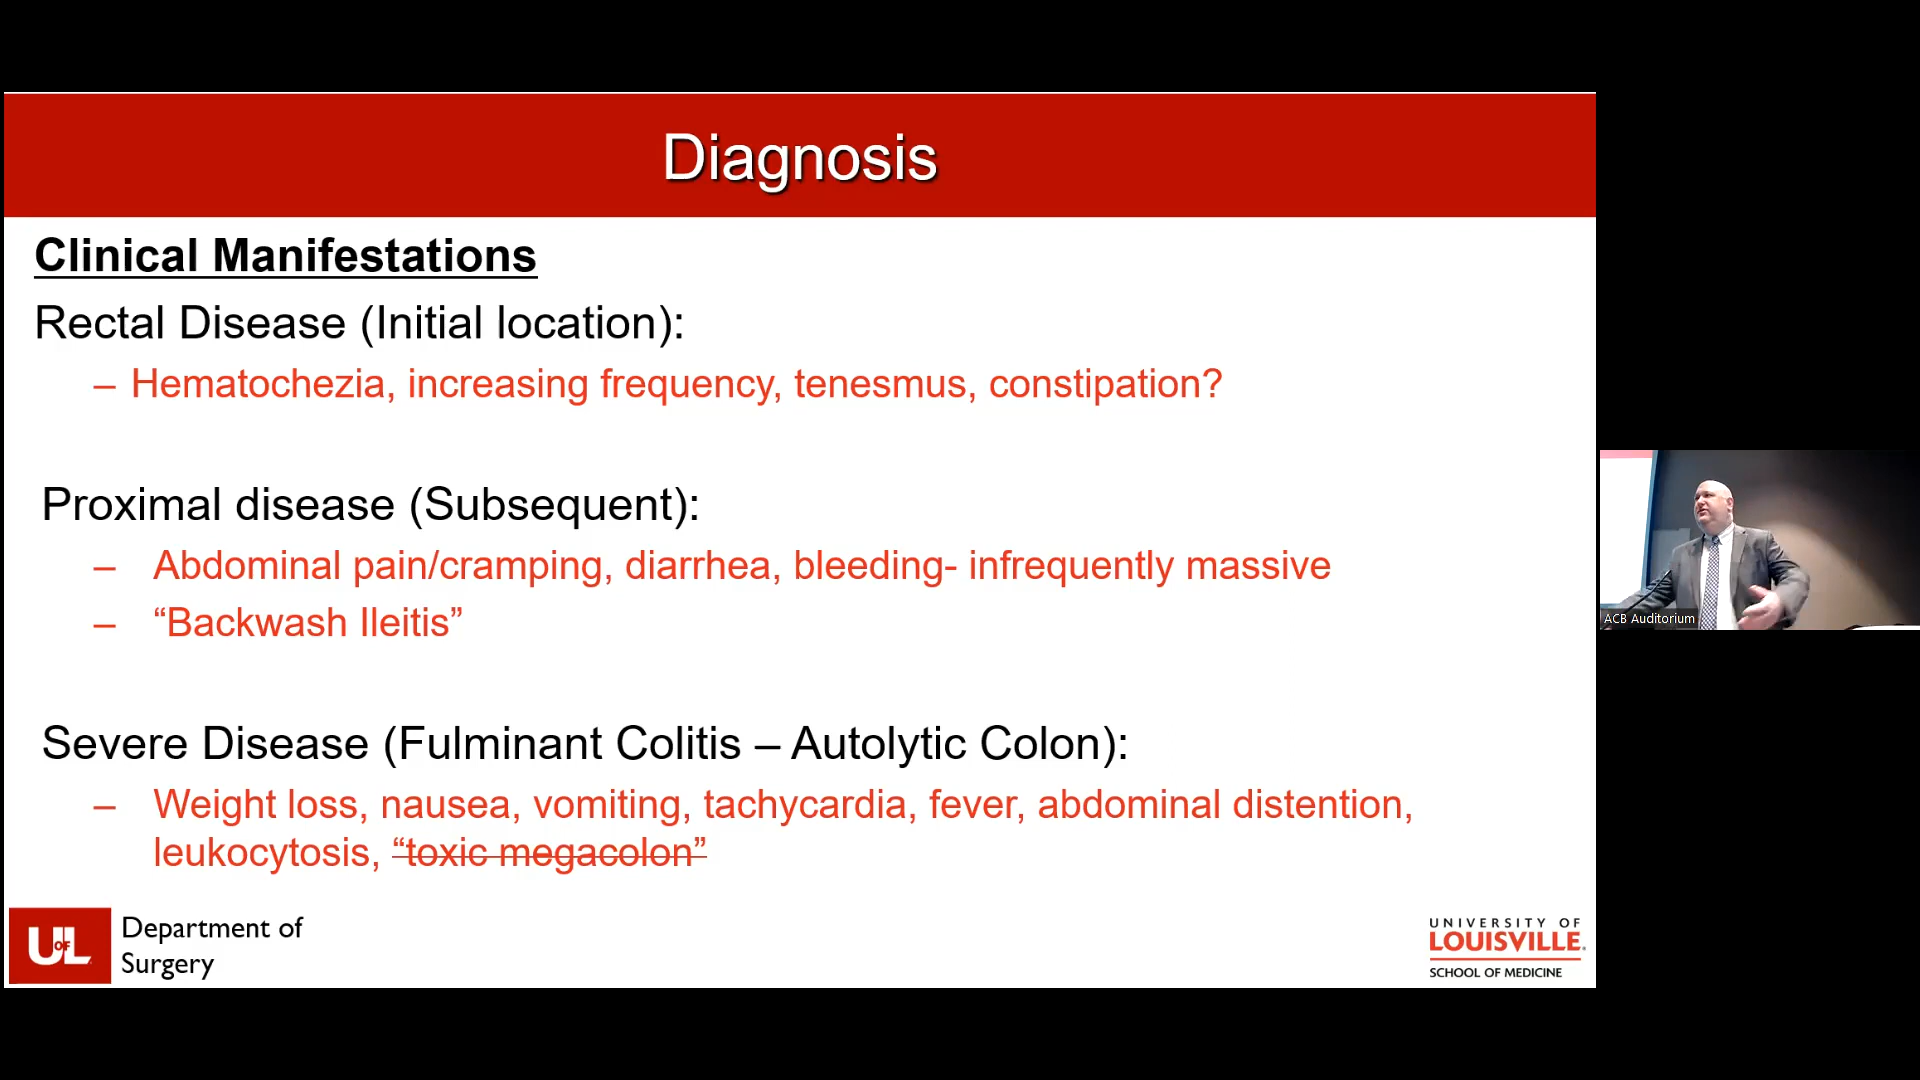 Diagnosis
Clinical Manifestations
Rectal Disease (Initial location):
– Hematochezia, increasing frequency, tenesmus, constipation?
Proximal disease (Subsequent):
– Abdominal pain/cramping, diarrhea, bleeding- infrequently massive
– “Backwash Ileitis”
Severe Disease (Fulminant Colitis – Autolytic Colon):
– Weight loss, nausea, vomiting, tachycardia, fever, abdominal distention,
leukocytosis, “toxic megacolon”
UofL
Department of
Surgery
UNIVERSITY OF
LOUISVILLE.
SCHOOL OF MEDICINE
ACB Auditorium